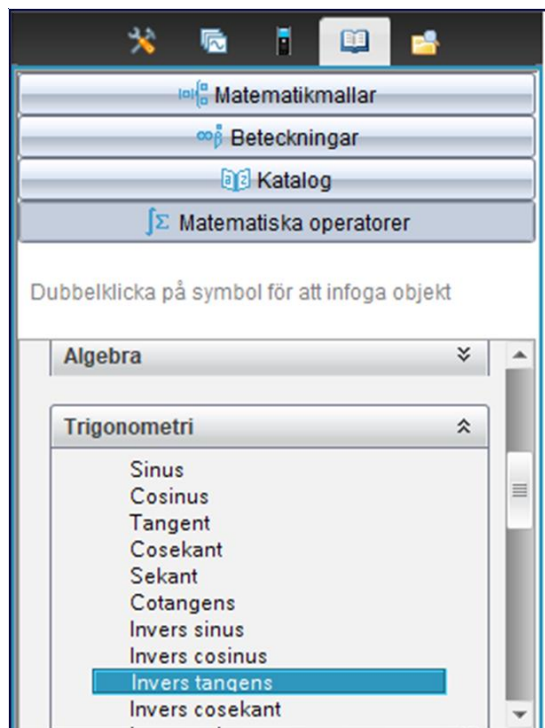 Matematikmallar
Beteckningar
Katalog
Matematiska operatorer
Dubbelklicka på symbol för att infoga objekt
Algebra
Trigonometri
Sinus
Cosinus
Tangent
Cosekant
Sekant
Cotangens
Invers sinus
Invers cosinus
Invers tangens
Invers cosekant